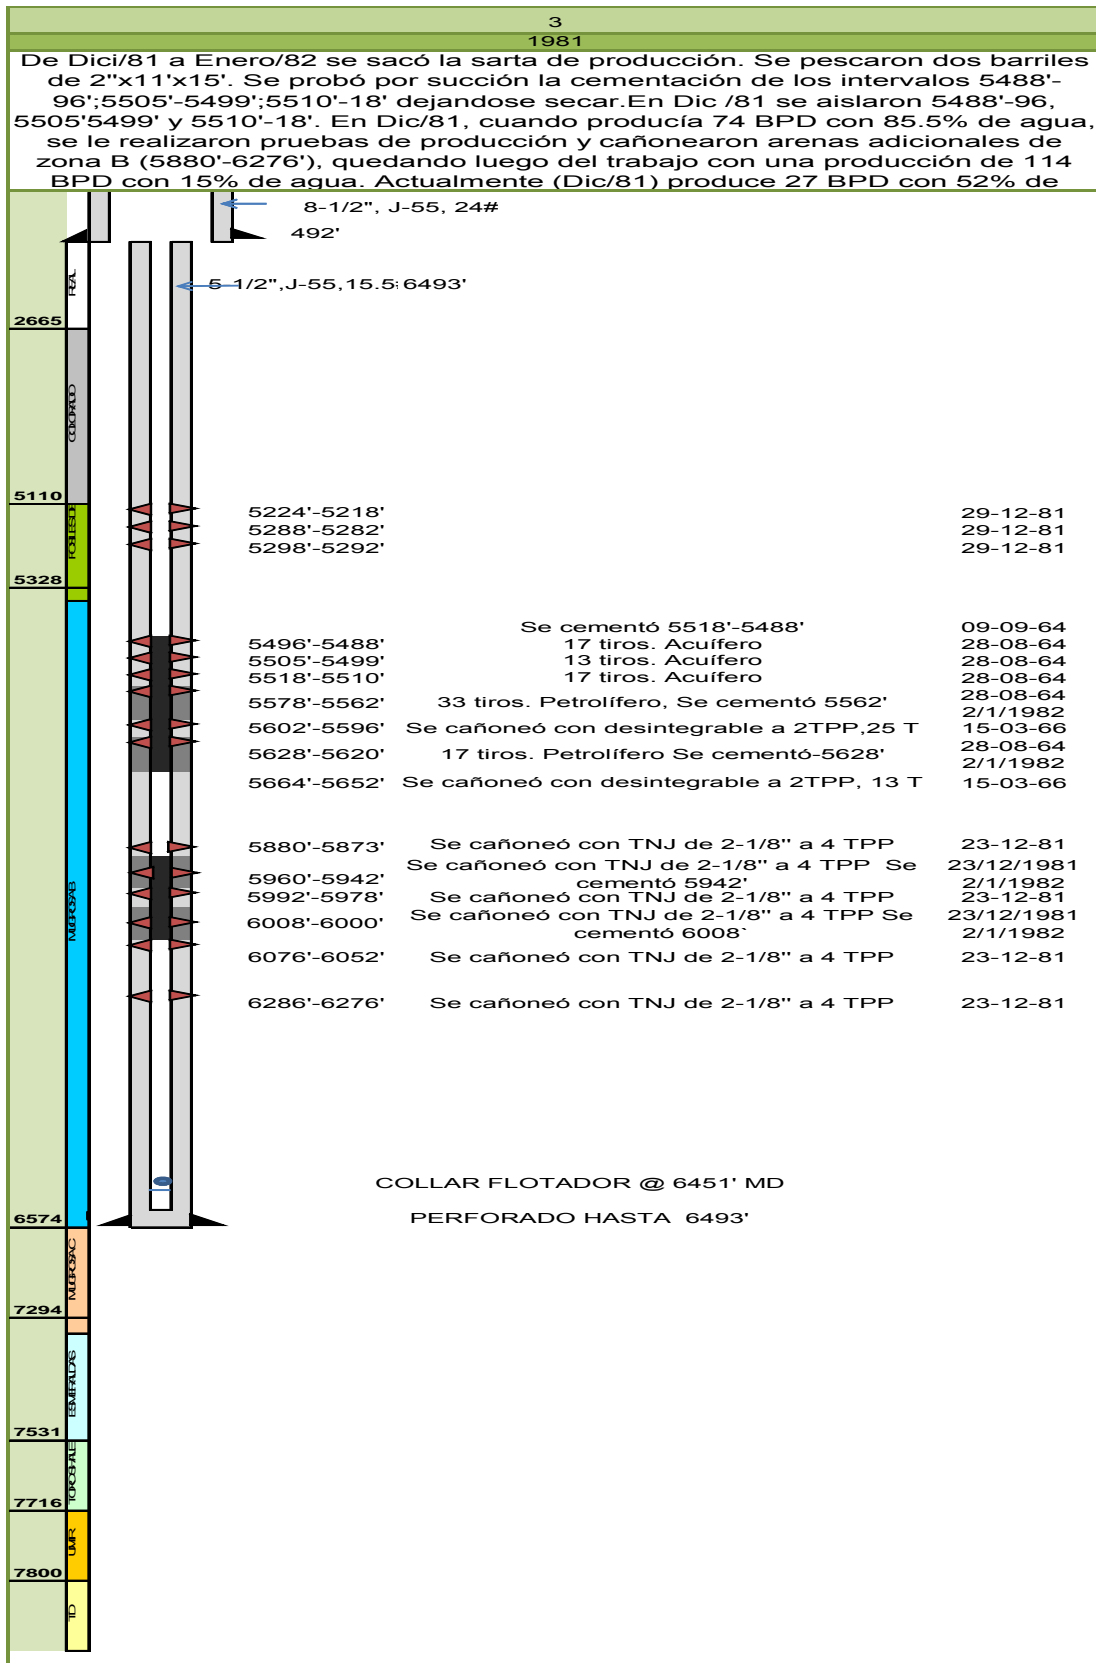 3
1981
De Dici/81 a Enero/82 se sacó la sarta de producción. Se pescaron dos barriles
de 2"x11'x15'. Se probó por succión la cementación de los intervalos 5488'-
96';5505'-5499';5510'-18' dejandose secar.En Dic /81 se aislaron 5488'-96,
5505'5499' y 5510'-18'. En Dic/81, cuando producía 74 BPD con 85.5% de agua,
se le realizaron pruebas de producción y cañonearon arenas adicionales de
zona B (5880'-6276'), quedando luego del trabajo con una producción de 114
BPD con 15% de agua. Actualmente (Dic/81) produce 27 BPD con 52% de
8-1/2", J-55, 24#
492'
REAL
5-1/2",J-55,15.5 6493'
2665
COLORADO
5110
5224'-5218' 29-12-81
5288'-5282' 29-12-81
5298'-5292' 29-12-81
5328
Se cementó 5518'-5488' 09-09-64
5496'-5488' 17 tiros. Acuífero 28-08-64
5505'-5499' 13 tiros. Acuífero 28-08-64
5518'-5510' 17 tiros. Acuífero 28-08-64
5578'-5562' 33 tiros. Petrolífero, Se cementó 5562' 28-08-64
2/1/1982
5602'-5596' Se cañoneó con desintegrable a 2TPP,25 T 15-03-66
5628'-5620' 17 tiros. Petrolífero Se cementó-5628' 28-08-64
2/1/1982
5664'-5652' Se cañoneó con desintegrable a 2TPP, 13 T 15-03-66
5880'-5873' Se cañoneó con TNJ de 2-1/8" a 4 TPP 23-12-81
5960'-5942' Se cañoneó con TNJ de 2-1/8" a 4 TPP Se 23/12/1981
cementó 5942' 2/1/1982
5992'-5978' Se cañoneó con TNJ de 2-1/8" a 4 TPP 23-12-81
6008'-6000' Se cañoneó con TNJ de 2-1/8" a 4 TPP Se 23/12/1981
cementó 6008` 2/1/1982
MUGROSA B
6076'-6052' Se cañoneó con TNJ de 2-1/8" a 4 TPP 23-12-81
6286'-6276' Se cañoneó con TNJ de 2-1/8" a 4 TPP 23-12-81
COLLAR FLOTADOR @ 6451' MD
PERFORADO HASTA 6493'
6574
MUGROSA C
7294
ESMERALDAS
7531
TORO SHALE
7716
UMIR
7800
TD